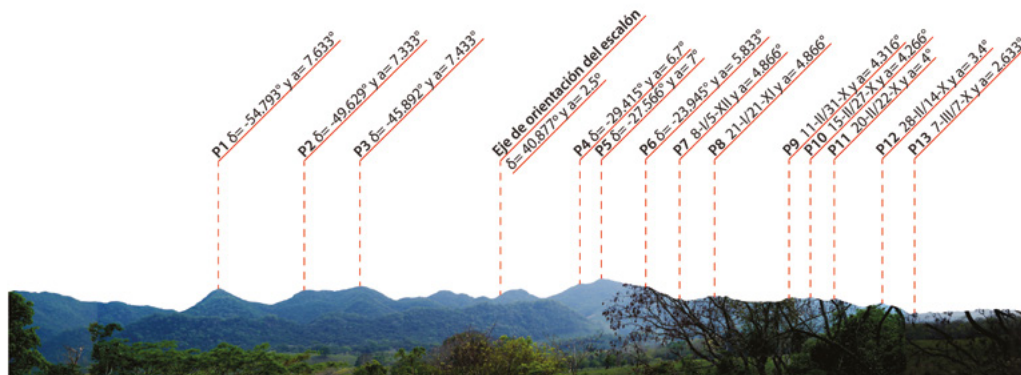 P1 δ= -54.793° y a= 7.633°
P2 δ= -49.629° y a= 7.333°
P3 δ= -45.892° y a= 7.433°
Eje de orientación del escalón
δ= 40.877° y a= 2.5°
P4 δ= -29.415° y a= 6.7°
P5 δ= -27.566° y a= 7°
P6 δ= -23.945° y a= 5.833°
P7 8-I/5-XII y a= 4.866°
P8 21-I/21-XI y a= 4.866°
P9 11-II/31-X y a= 4.316°
P10 15-II/27-X y a= 4.266°
P11 20-II/22-X y a= 4°
P12 28-II/14-X y a= 3.4°
P13 7-III/7-X y a= 2.633°